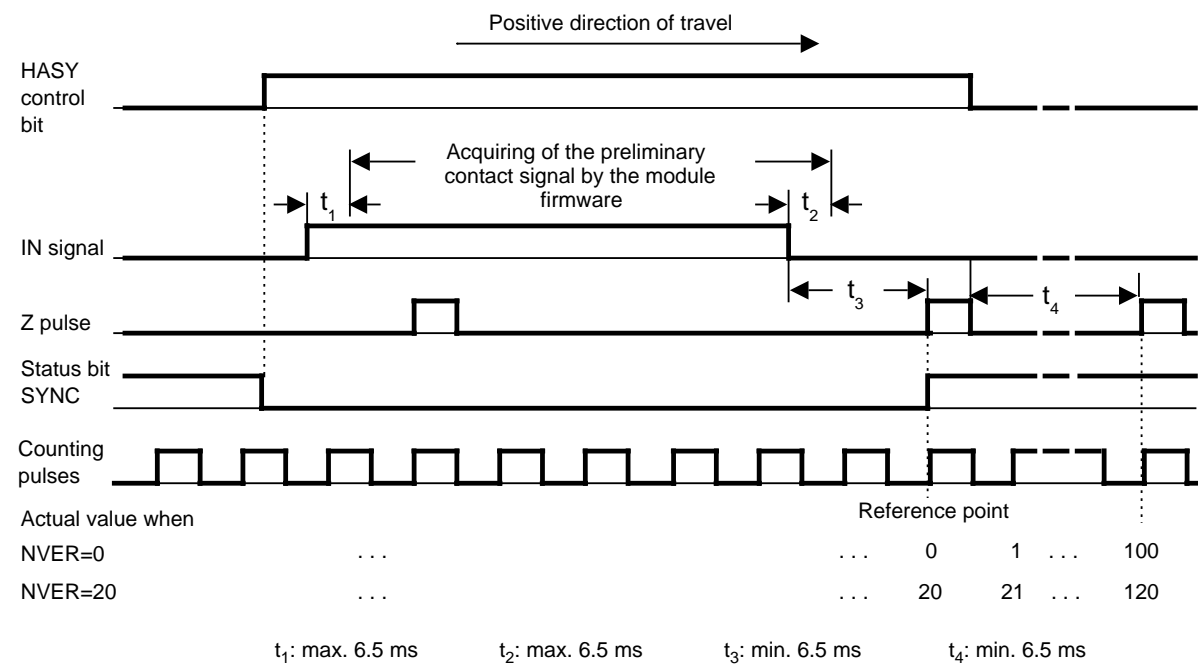 Positive direction of travel
HASY
control
bit
Acquiring of the preliminary
contact signal by the module
firmware
t1
t2
IN signal
t3
t4
Z pulse
Status bit
SYNC
Counting
pulses
Actual value when
Reference point
NVER=0 . . . . . . 0 1 . . . 100
NVER=20 . . . . . . 20 21 . . . 120
t1: max. 6.5 ms t2: max. 6.5 ms t3: min. 6.5 ms t4: min. 6.5 ms